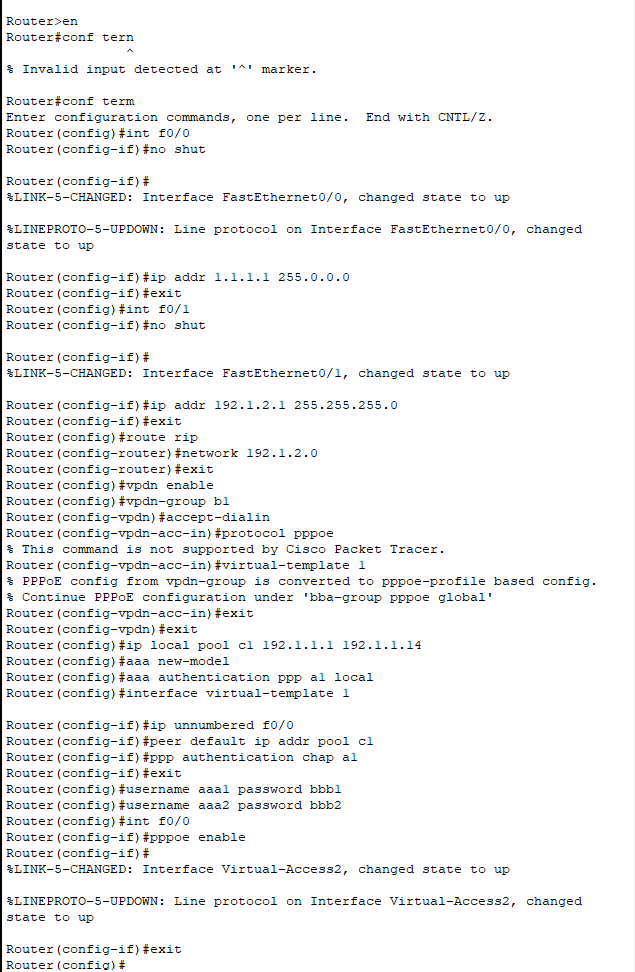 Router>en
Router#conf tern
^
% Invalid input detected at '^' marker.
Router#conf term
Enter configuration commands, one per line.  End with CNTL/Z.
Router(config)#int f0/0
Router(config-if)#no shut
Router(config-if)#
%LINK-5-CHANGED: Interface FastEthernet0/0, changed state to up
%LINEPROTO-5-UPDOWN: Line protocol on Interface FastEthernet0/0, changed
state to up
Router(config-if)#ip addr 1.1.1.1 255.0.0.0
Router(config-if)#exit
Router(config)#int f0/1
Router(config-if)#no shut
Router(config-if)#
%LINK-5-CHANGED: Interface FastEthernet0/1, changed state to up
Router(config-if)#ip addr 192.1.2.1 255.255.255.0
Router(config-if)#exit
Router(config)#route rip
Router(config-router)#network 192.1.2.0
Router(config-router)#exit
Router(config)#vpdn enable
Router(config)#vpdn-group b1
Router(config-vpdn)#accept-dialin
Router(config-vpdn-acc-in)#protocol pppoe
% This command is not supported by Cisco Packet Tracer.
Router(config-vpdn-acc-in)#virtual-template 1
% PPPoE config from vpdn-group is converted to pppoe-profile based config.
% Continue PPPoE configuration under 'bba-group pppoe global'
Router(config-vpdn-acc-in)#exit
Router(config-vpdn)#exit
Router(config)#ip local pool c1 192.1.1.1 192.1.1.14
Router(config)#aaa new-model
Router(config)#aaa authentication ppp a1 local
Router(config)#interface virtual-template 1
Router(config-if)#ip unnumbered f0/0
Router(config-if)#peer default ip addr pool c1
Router(config-if)#ppp authentication chap a1
Router(config-if)#exit
Router(config)#username aaa1 password bbb1
Router(config)#username aaa2 password bbb2
Router(config)#int f0/0
Router(config-if)#pppoe enable
Router(config-if)#
%LINK-5-CHANGED: Interface Virtual-Access2, changed state to up
%LINEPROTO-5-UPDOWN: Line protocol on Interface Virtual-Access2, changed
state to up
Router(config-if)#exit
Router(config)#